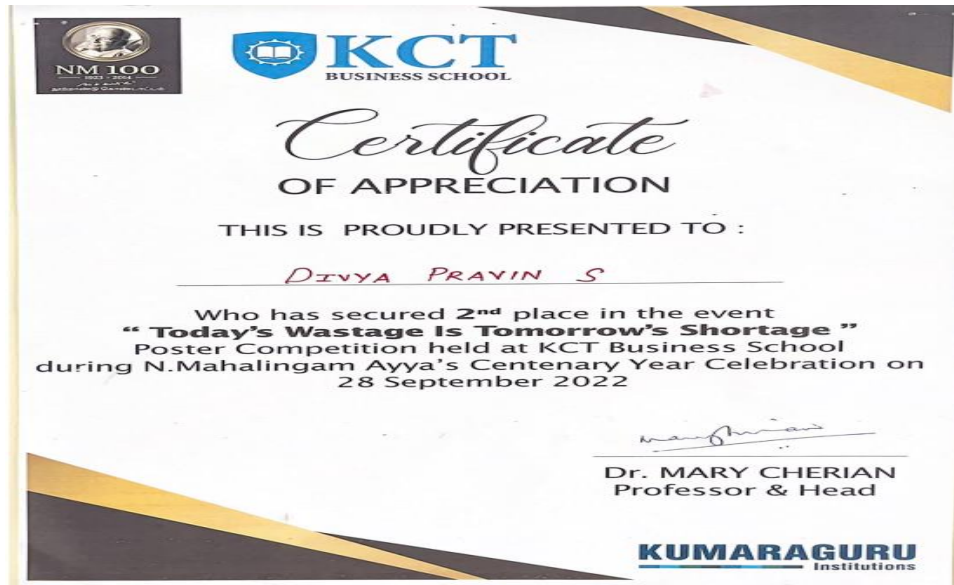 NM 100
1923 - 2014
KCT
BUSINESS SCHOOL
Certificate
OF APPRECIATION
THIS IS PROUDLY PRESENTED TO :
DIVYA PRAVIN S
Who has secured 2nd place in the event
“ Today's Wastage Is Tomorrow's Shortage ”
Poster Competition held at KCT Business School
during N.Mahalingam Ayya's Centenary Year Celebration on
28 September 2022
Dr. MARY CHERIAN
Professor & Head
KUMARAGURU
Institutions